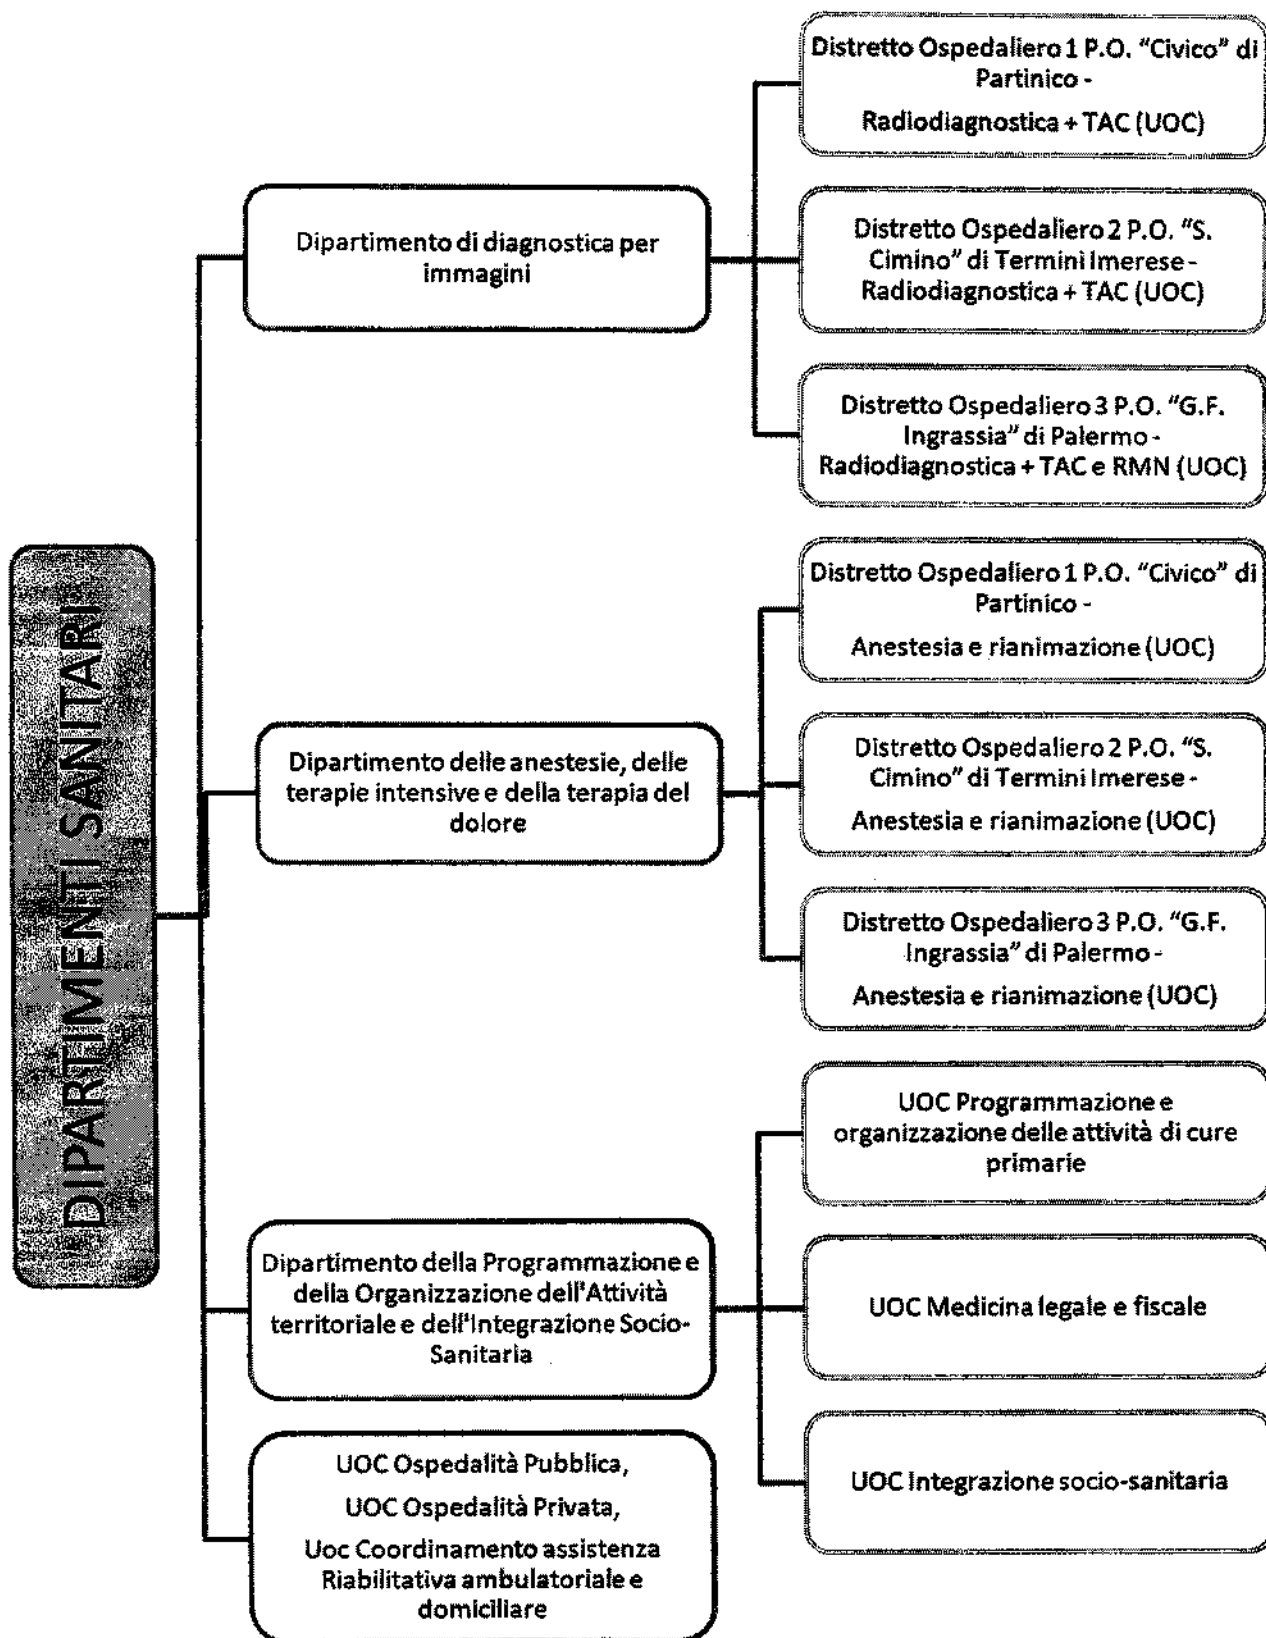 DIPARTIMENTI SANITARI
Dipartimento di diagnostica per
immagini
Distretto Ospedaliero 1 P.O. "Civico" di
Partinico -
Radiodiagnostica + TAC (UOC)
Distretto Ospedaliero 2 P.O. "S.
Cimino" di Termini Imerese -
Radiodiagnostica + TAC (UOC)
Distretto Ospedaliero 3 P.O. "G.F.
Ingrassia" di Palermo -
Radiodiagnostica + TAC e RMN (UOC)
Dipartimento delle anestesie, delle
terapie intensive e della terapia del
dolore
Distretto Ospedaliero 1 P.O. "Civico" di
Partinico -
Anestesia e rianimazione (UOC)
Distretto Ospedaliero 2 P.O. "S.
Cimino" di Termini Imerese -
Anestesia e rianimazione (UOC)
Distretto Ospedaliero 3 P.O. "G.F.
Ingrassia" di Palermo -
Anestesia e rianimazione (UOC)
Dipartimento della Programmazione e
della Organizzazione dell'Attività
territoriale e dell'Integrazione Socio-
Sanitaria
UOC Programmazione e
organizzazione delle attività di cure
primarie
UOC Medicina legale e fiscale
UOC Integrazione socio-sanitaria
UOC Ospedalità Pubblica,
UOC Ospedalità Privata,
Uoc Coordinamento assistenza
Riabilitativa ambulatoriale e
domiciliare